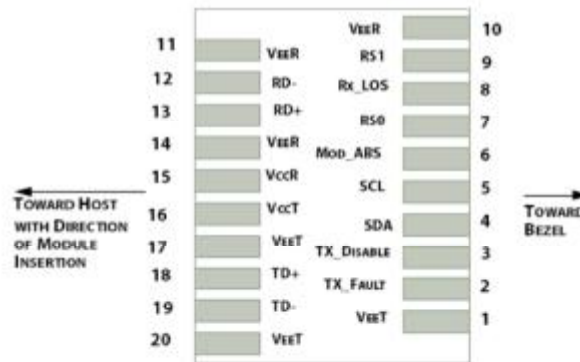 VEER 10
11 VEER RS1 9
12 RD- RX_LOS 8
13 RD+ RS0 7
14 VEER MOD_ABS 6
15 VCCR SCL 5
16 VCCT SDA 4
17 VEET TX_DISABLE 3
18 TD+ TX_FAULT 2
19 TD- VEET 1
20 VEET
TOWARD HOST
WITH DIRECTION
OF MODULE
INSERTION
TOWARD
BEZEL